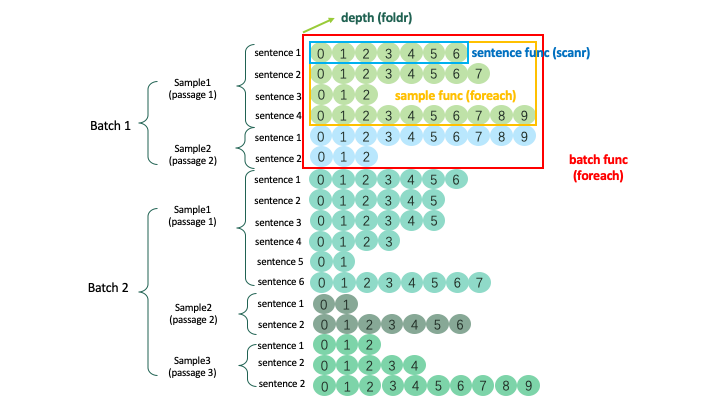 depth (foldr)
sentence 1 0 1 2 3 4 5 6 sentence func (scanr)
sentence 2 0 1 2 3 4 5 6 7
Sample1
(passage 1)
sentence 3 0 1 2 sample func (foreach)
sentence 4 0 1 2 3 4 5 6 7 8 9
Batch 1
sentence 1 0 1 2 3 4 5 6 7 8 9
Sample2
(passage 2)
sentence 2 0 1 2
batch func
(foreach)
sentence 1 0 1 2 3 4 5 6
sentence 2 0 1 2 3 4 5
Sample1
(passage 1)
sentence 3 0 1 2 3 4 5
sentence 4 0 1 2 3
sentence 5 0 1
sentence 6 0 1 2 3 4 5 6 7
Batch 2
sentence 1 0 1
Sample2
(passage 2)
sentence 2 0 1 2 3 4 5 6
sentence 1 0 1 2
Sample3
(passage 3)
sentence 2 0 1 2 3 4
sentence 2 0 1 2 3 4 5 6 7 8 9